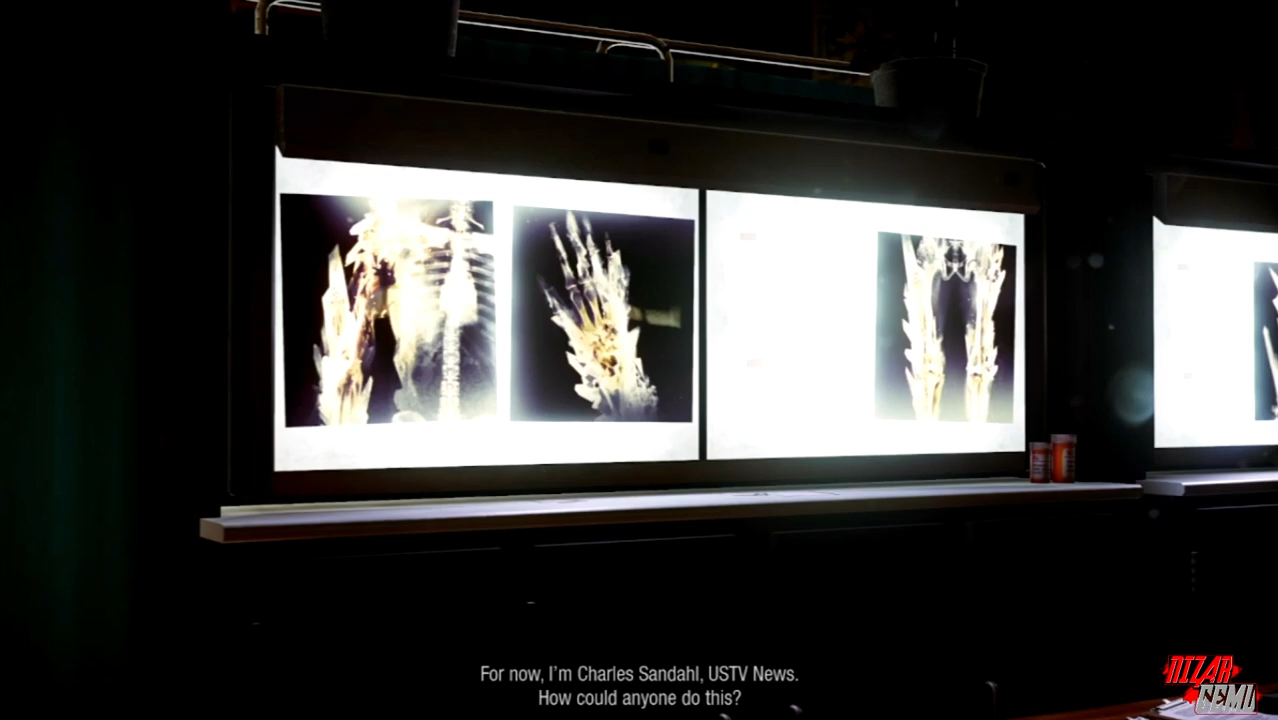 For now, I'm Charles Sandahl, USTV News.
How could anyone do this?
NIZAR
GEMI